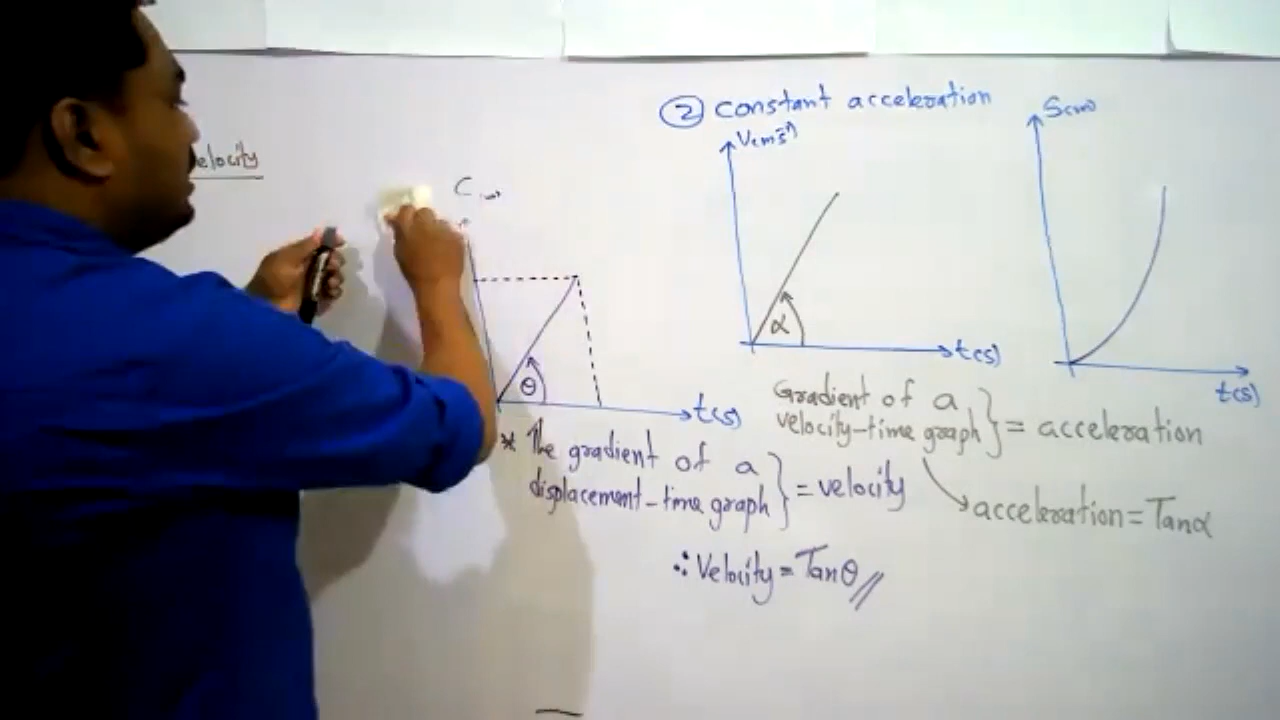 ② constant acceleration
elocity
V(ms⁻¹)
α
t(s)
S(m)
t(s)
θ
t(s)
Gradient of a
velocity-time graph } = acceleration
acceleration = Tanα
* The gradient of a
displacement-time graph } = velocity
∴ Velocity = Tanθ //